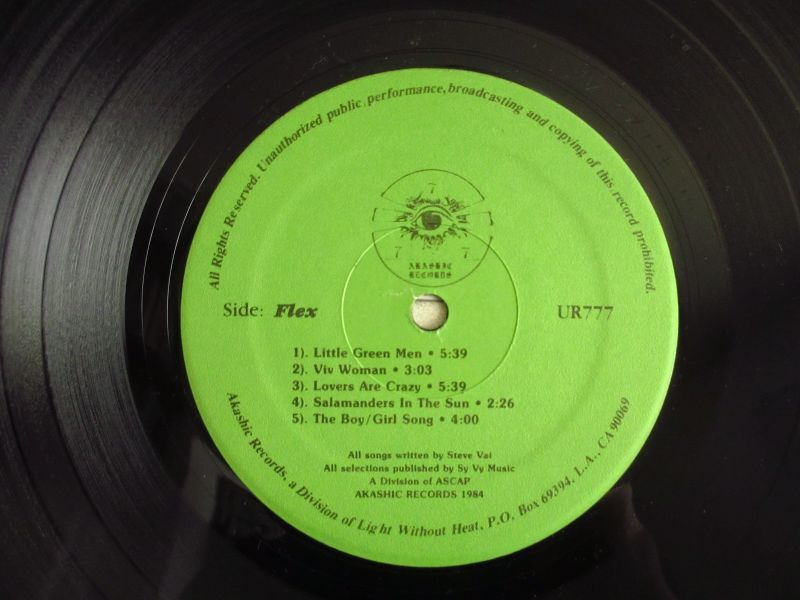 All Rights Reserved. Unauthorized public performance, broadcasting and copying of this record prohibited.
7
7 7
AKASHIC
RECORDS
Side: Flex
UR777
1). Little Green Men • 5:39
2). Viv Woman • 3:03
3). Lovers Are Crazy • 5:39
4). Salamanders In The Sun • 2:26
5). The Boy/Girl Song • 4:00
All songs written by Steve Vai
All selections published by Sy Vy Music
A Division of ASCAP
AKASHIC RECORDS 1984
Akashic Records, a Division of Light Without Heat, P.O. Box 69394, L.A., CA 90069